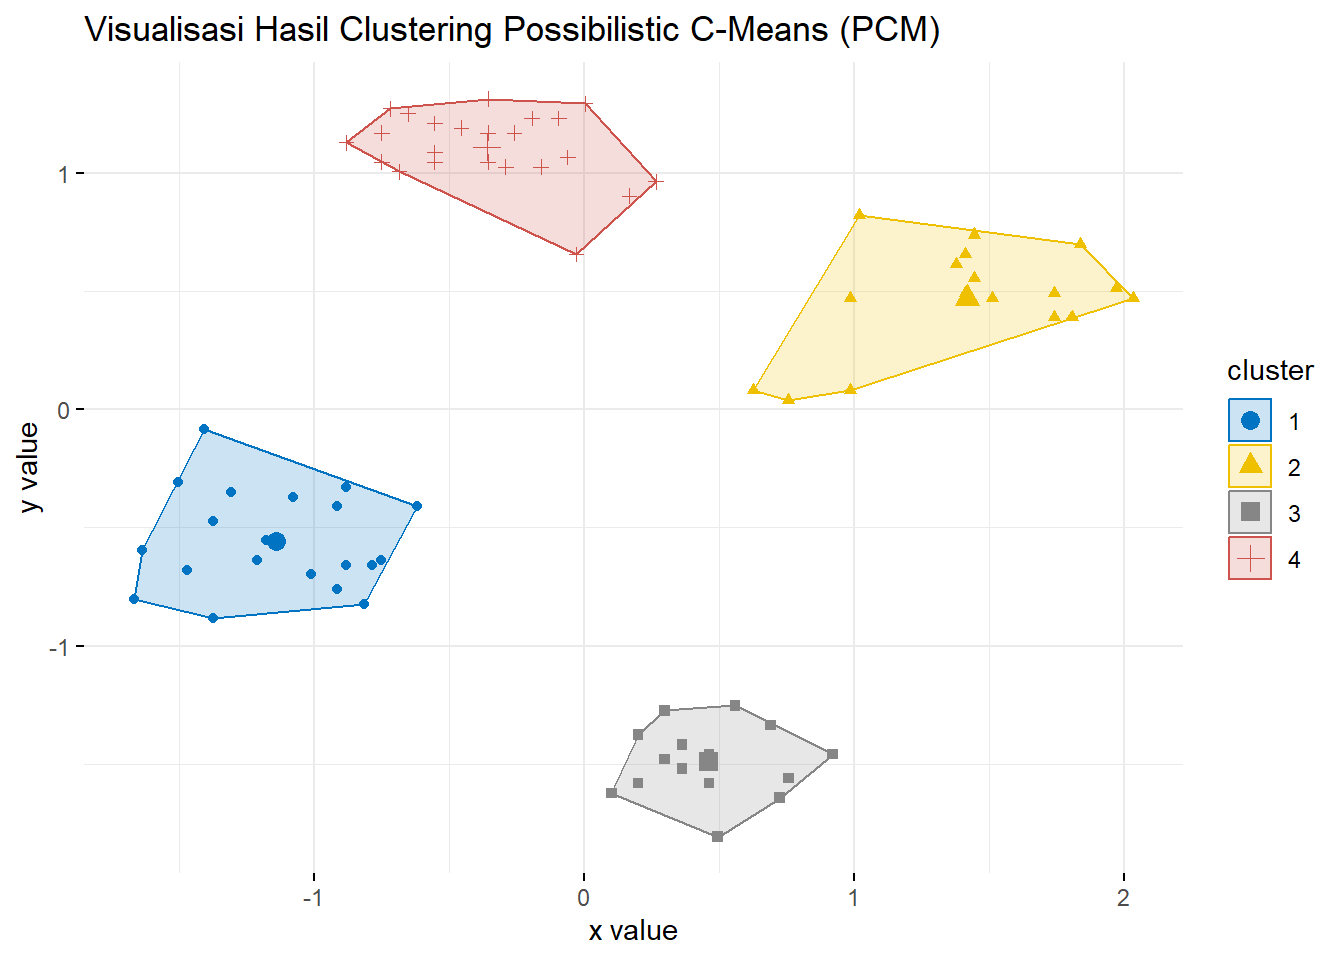 Visualisasi Hasil Clustering Possibilistic C-Means (PCM)
1
0
-1
y value
-1
0
1
2
x value
cluster
1
2
3
4